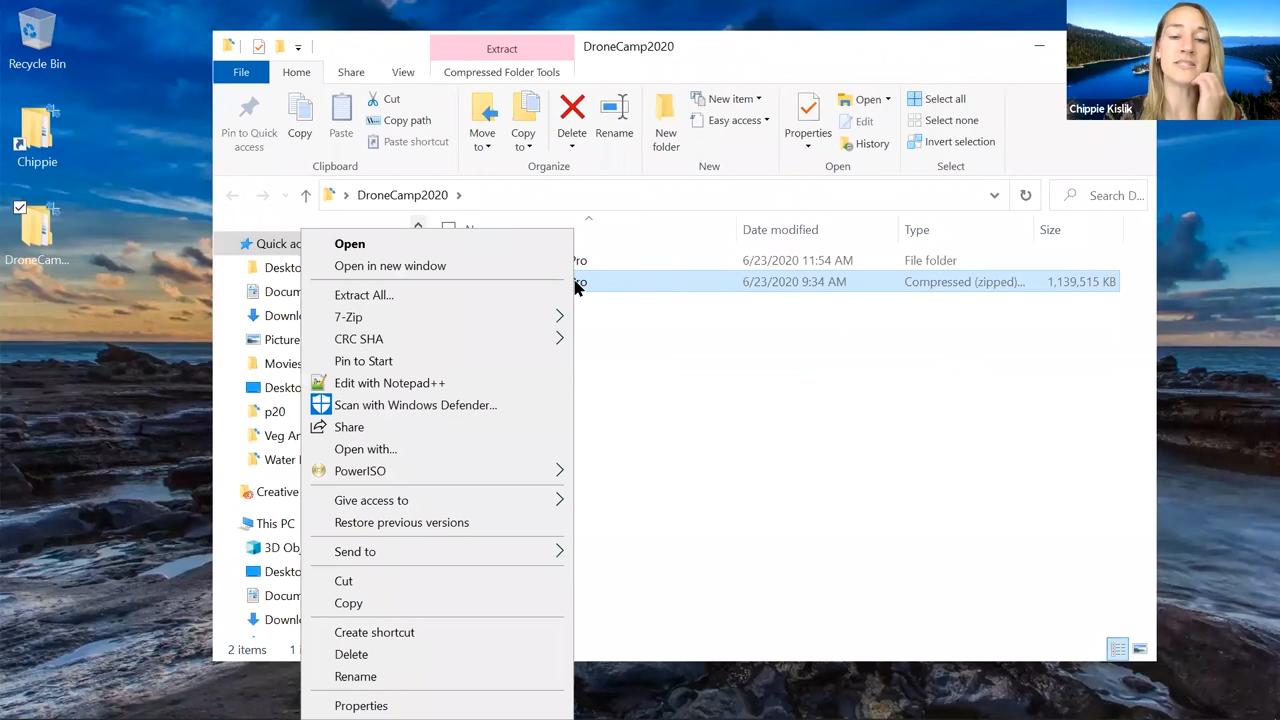 Recycle Bin
Chippie
DroneCam...
Extract
DroneCamp2020
File
Home
Share
View
Compressed Folder Tools
Pin to Quick
access
Copy
Paste
Cut
Copy path
Paste shortcut
Clipboard
Move
to
Copy
to
Delete
Rename
Organize
New
folder
New item
Easy access
New
Properties
Open
Edit
History
Open
Select all
Select none
Invert selection
Select
Chippie Kislik
DroneCamp2020
Search D...
Date modified
Type
Size
Pro
6/23/2020 11:54 AM
File folder
6/23/2020 9:34 AM
Compressed (zipped)...
1,139,515 KB
Quick ac
Deskto
Docum
Downl
Picture
Movies
Deskto
p20
Veg An
Water
Creative
This PC
3D Obj
Deskto
Docum
Downl
2 items
Open
Open in new window
Extract All...
7-Zip
CRC SHA
Pin to Start
Edit with Notepad++
Scan with Windows Defender...
Share
Open with...
PowerISO
Give access to
Restore previous versions
Send to
Cut
Copy
Create shortcut
Delete
Rename
Properties